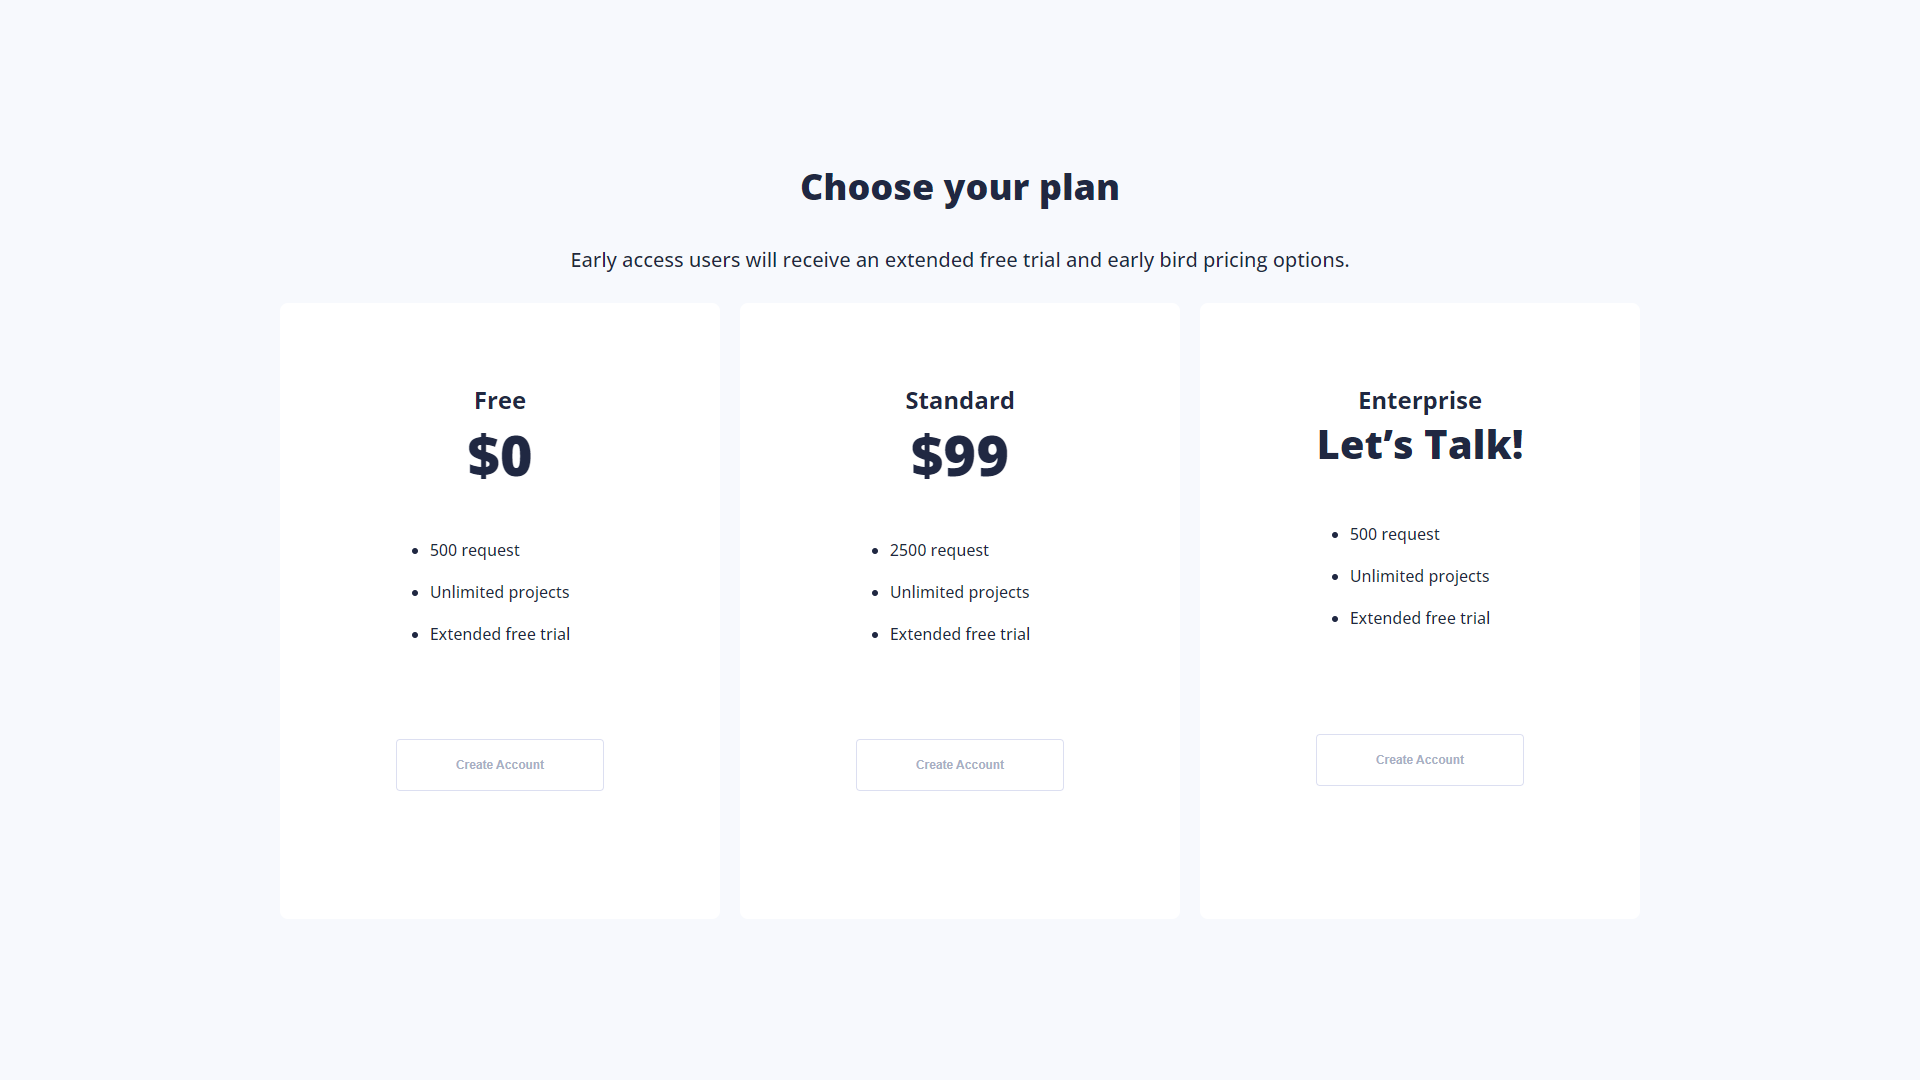 Choose your plan
Early access users will receive an extended free trial and early bird pricing options.
Free
$0
500 request
Unlimited projects
Extended free trial
Create Account
Standard
$99
2500 request
Unlimited projects
Extended free trial
Create Account
Enterprise
Let’s Talk!
500 request
Unlimited projects
Extended free trial
Create Account